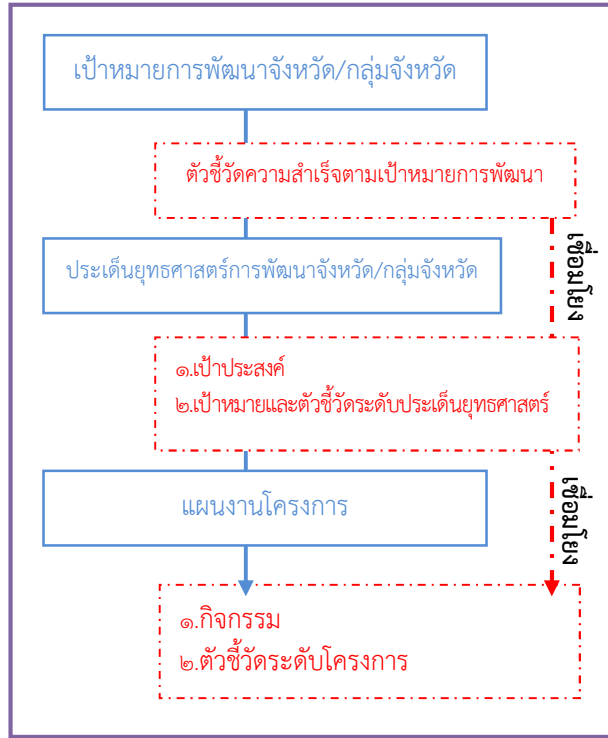 เป้าหมายการพัฒนาจังหวัด/กลุ่มจังหวัด
ตัวชี้วัดความสำเร็จตามเป้าหมายการพัฒนา
เชื่อมโยง
ประเด็นยุทธศาสตร์การพัฒนาจังหวัด/กลุ่มจังหวัด
๑.เป้าประสงค์
๒.เป้าหมายและตัวชี้วัดระดับประเด็นยุทธศาสตร์
เชื่อมโยง
แผนงานโครงการ
๑.กิจกรรม
๒.ตัวชี้วัดระดับโครงการ